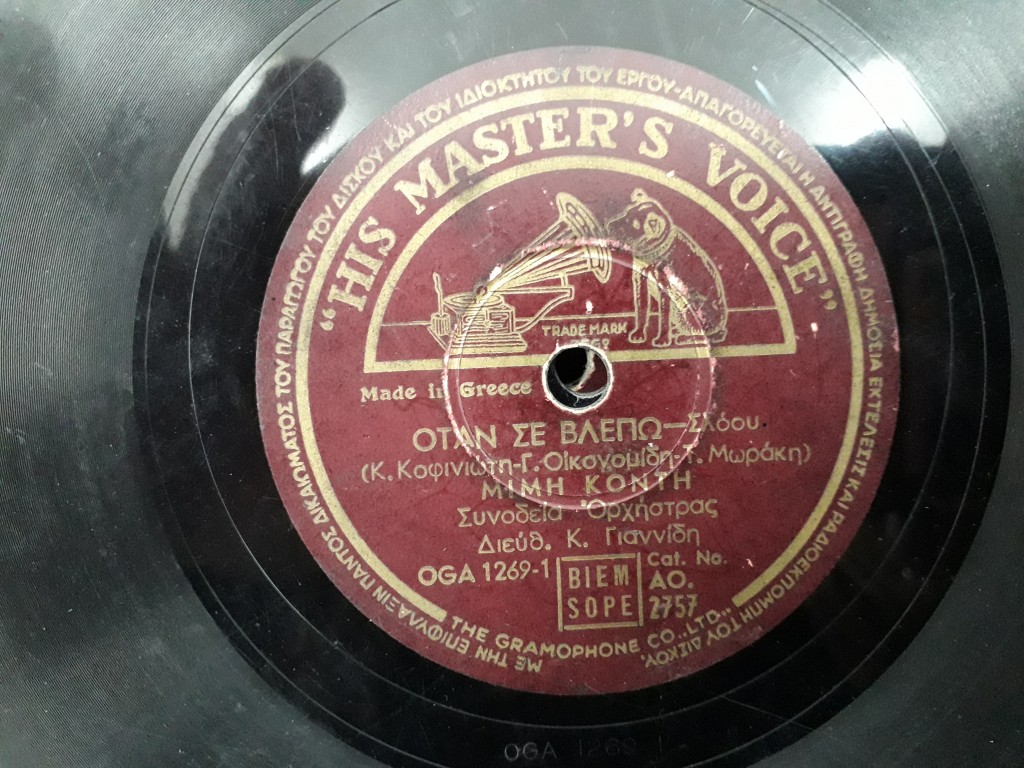 ΜΕ ΤΗΝ ΕΠΙΦΥΛΑΞΙΝ ΠΑΝΤΟΣ ΔΙΚΑΙΩΜΑΤΟΣ ΤΟΥ ΠΑΡΑΓΩΓΟΥ ΤΟΥ ΔΙΣΚΟΥ ΚΑΙ ΤΟΥ ΙΔΙΟΚΤΗΤΟΥ ΤΟΥ ΕΡΓΟΥ-ΑΠΑΓΟΡΕΥΕΤΑΙ Η ΑΝΤΙΓΡΑΦΗ ΔΗΜΟΣΙΑ ΕΚΤΕΛΕΣΙΣ ΚΑΙ ΡΑΔΙΟΕΚΠΟΜΠΗ ΤΟΥ ΔΙΣΚΟΥ.
"HIS MASTER'S VOICE"
TRADE MARK
Made in Greece
ΟΤΑΝ ΣΕ ΒΛΕΠΩ—Σλόου
(Κ. Κοφινιώτη-Γ. Οικονομίδη-Γ. Μωράκη)
ΜΙΜΗ ΚΟΝΤΗ
Συνοδεία Ορχήστρας
Διεύθ. Κ. Γιαννίδη
OGA 1269-1
BIEM
SOPE
Cat. No.
AO.
2757
THE GRAMOPHONE CO., LTD.,
OGA 1269 1